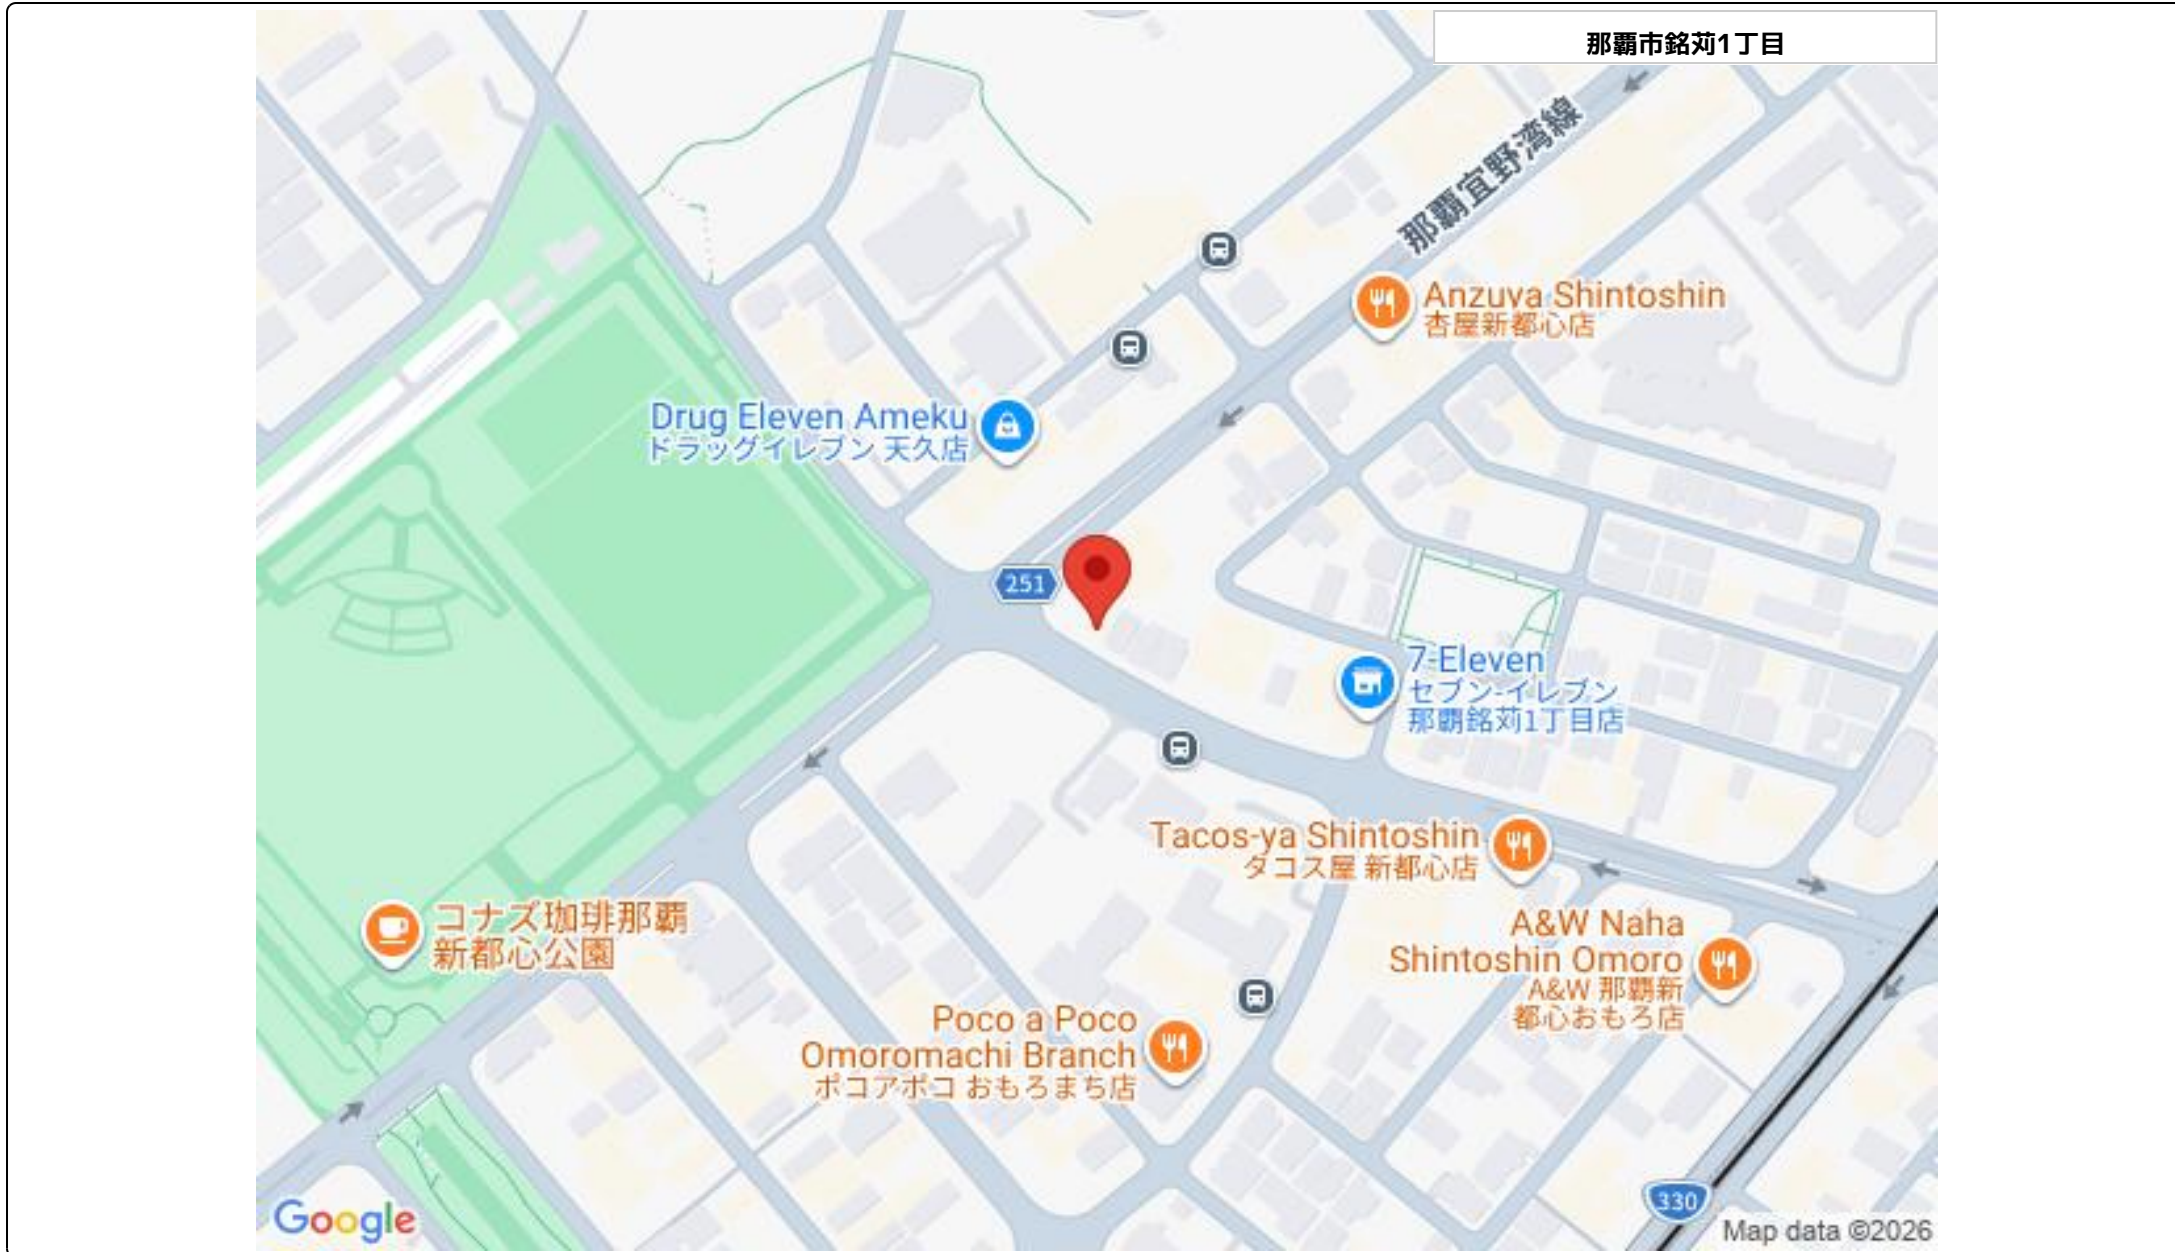 那覇市銘苅1丁目
那覇宜野湾線
Anzuya Shintoshin
杏屋新都心店
Drug Eleven Ameku
ドラッグイレブン 天久店
251
7-Eleven
セブン-イレブン
那覇銘苅1丁目店
Tacos-ya Shintoshin
タコス屋 新都心店
コナズ珈琲那覇
新都心公園
A&W Naha
Shintoshin Omoro
A&W 那覇新
都心おもろ店
Poco a Poco
Omoromachi Branch
ポコアポコ おもろまち店
330
Google
Map data ©2026